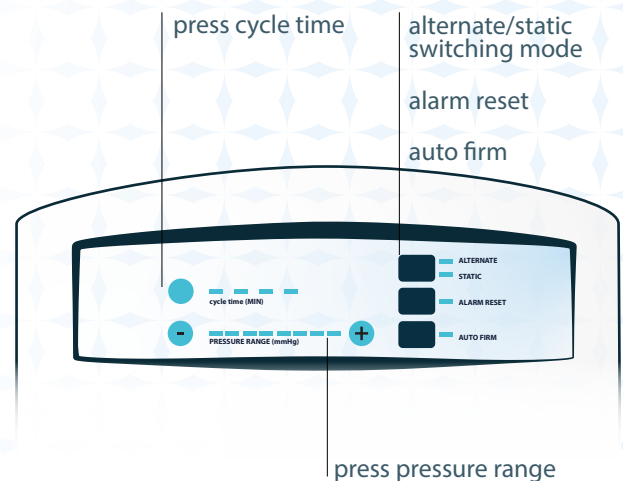 press cycle time
alternate/static
switching mode
alarm reset
auto firm
ALTERNATE
STATIC
cycle time (MIN)
ALARM RESET
- +
PRESSURE RANGE (mmHg)
AUTO FIRM
press pressure range